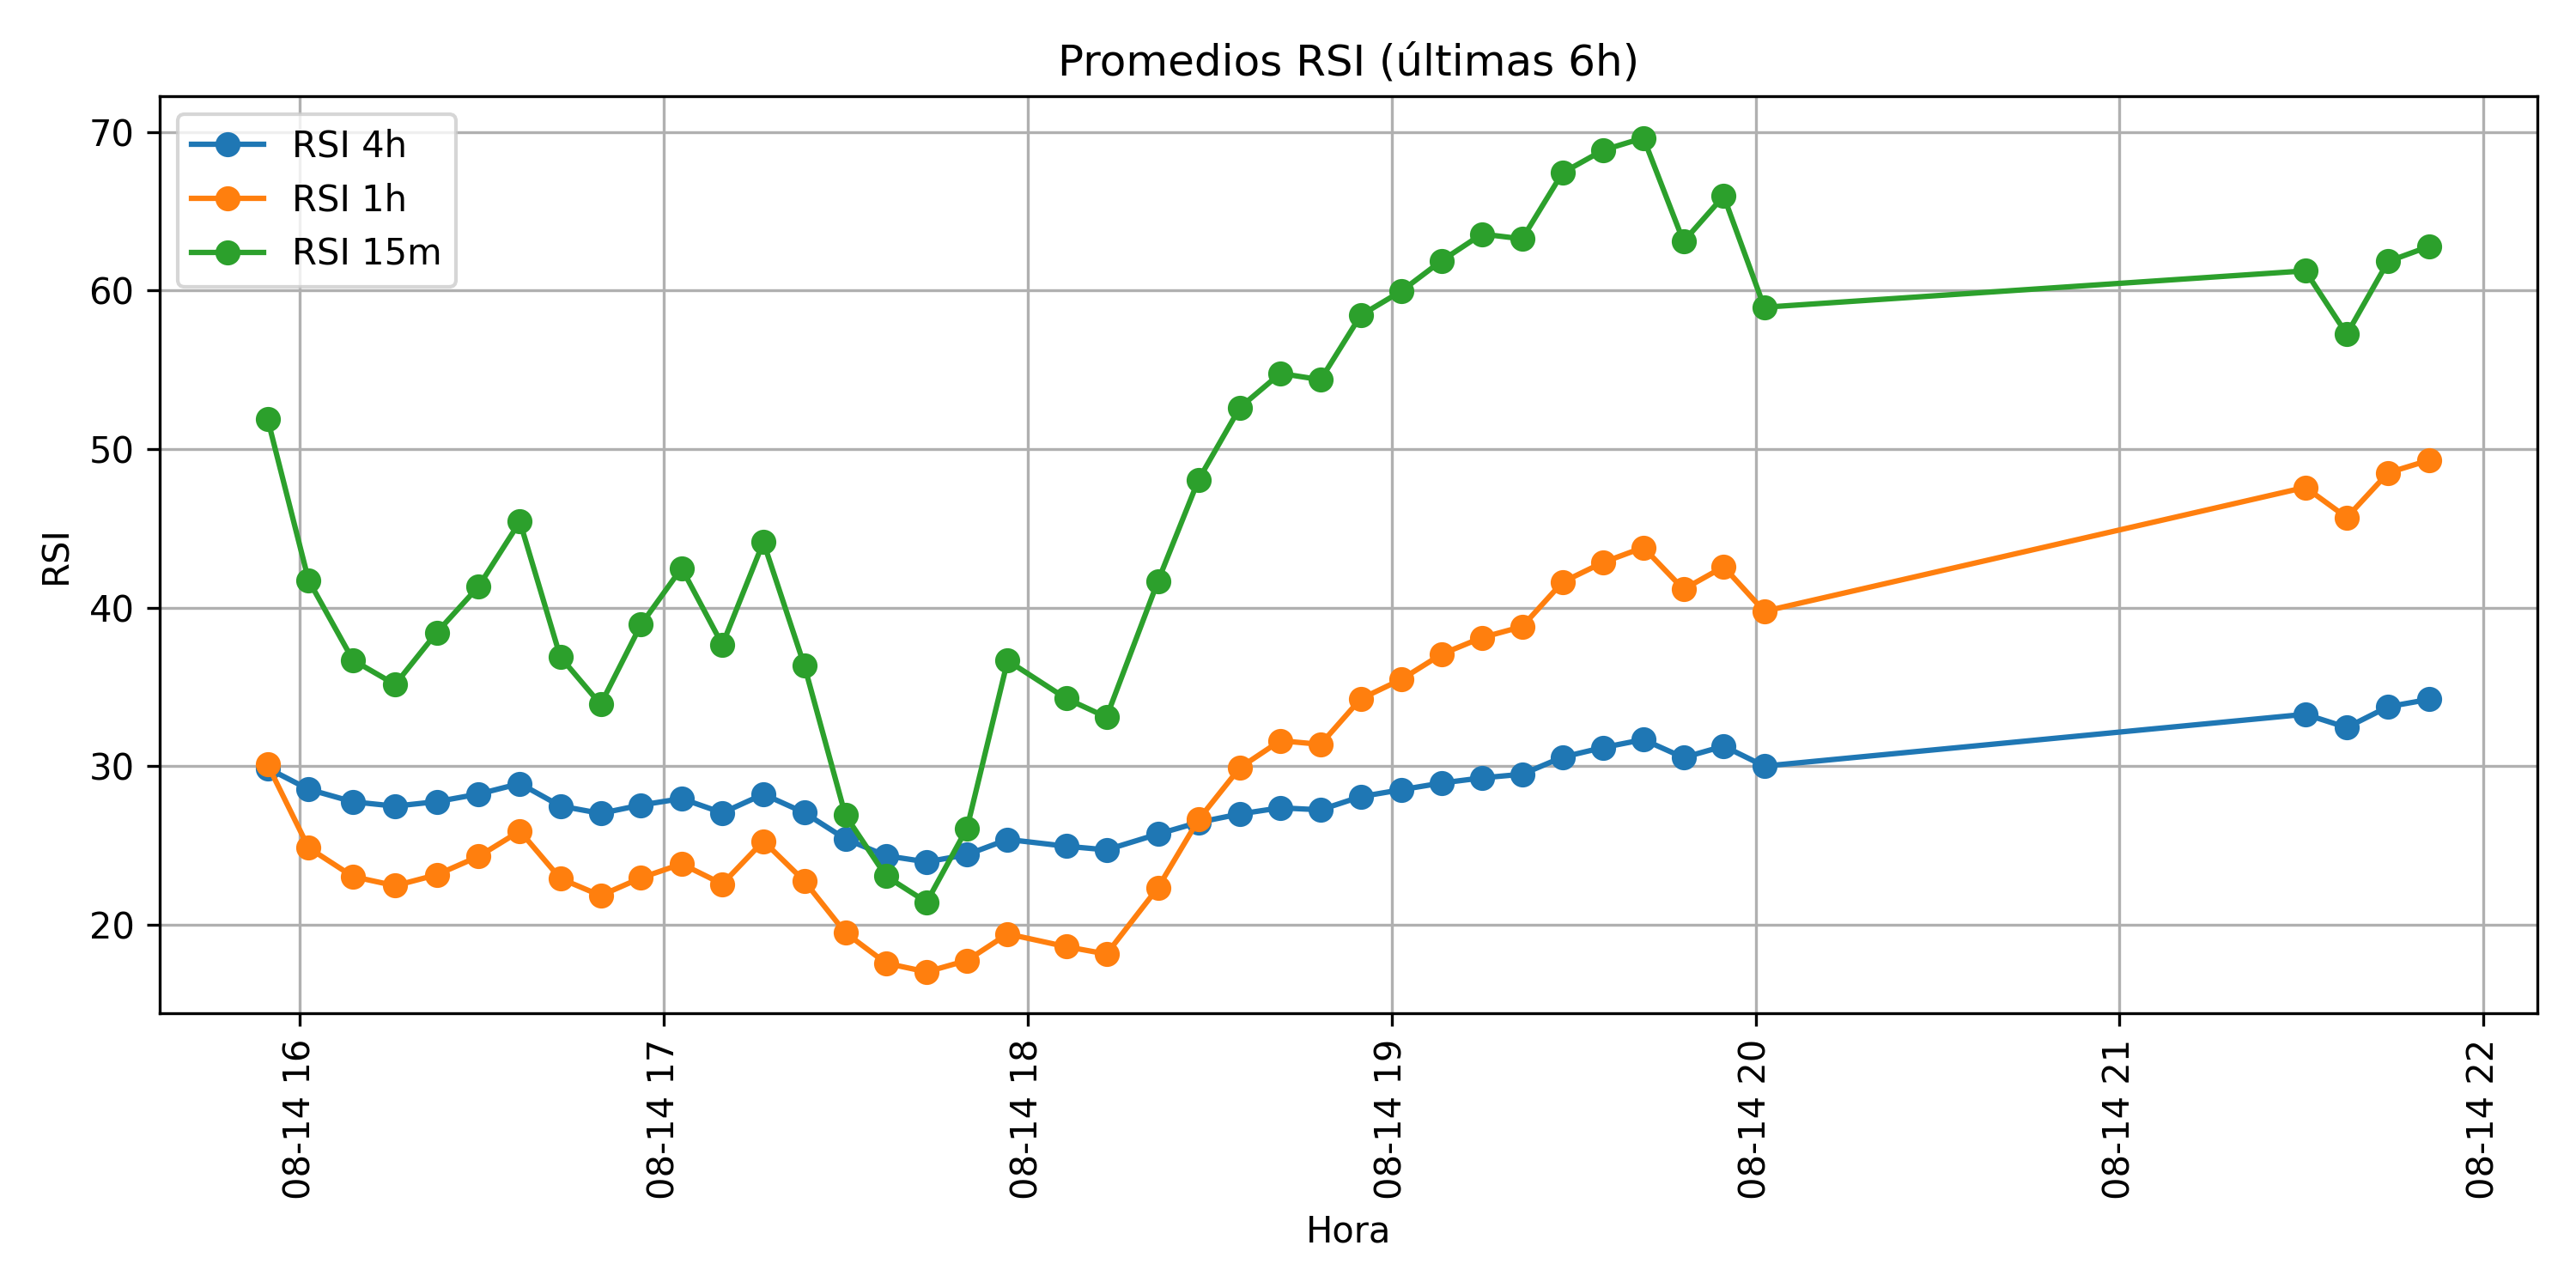 Promedios RSI (últimas 6h)
RSI 4h
RSI 1h
RSI 15m
RSI
70
60
50
40
30
20
08-14 16
08-14 17
08-14 18
08-14 19
08-14 20
08-14 21
08-14 22
Hora